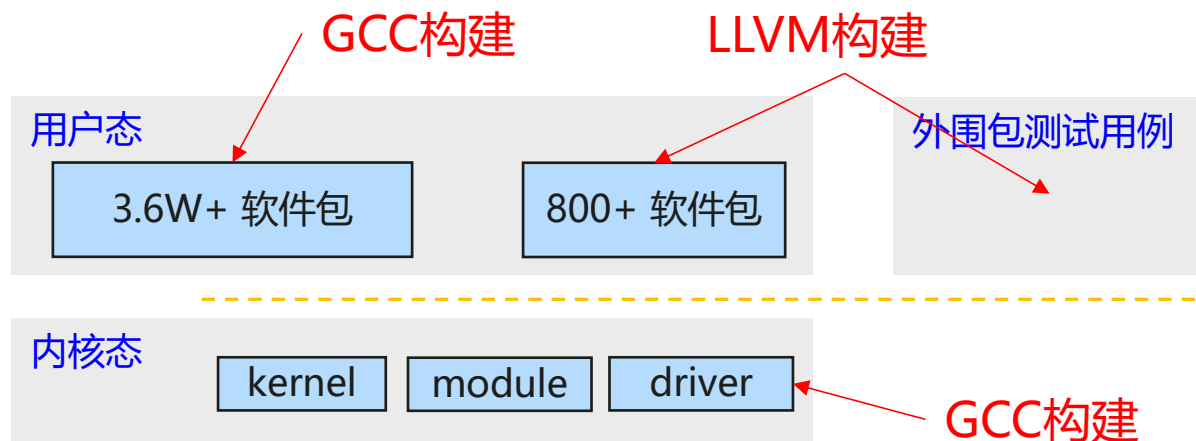 GCC构建
LLVM构建
用户态
外围包测试用例
3.6W+ 软件包
800+ 软件包
内核态
kernel
module
driver
GCC构建